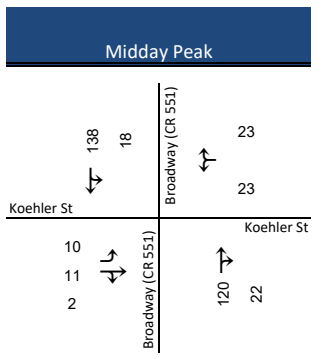 Midday Peak
138
18
Broadway (CR 551)
23
23
Koehler St
Koehler St
10
11
2
Broadway (CR 551)
120
22